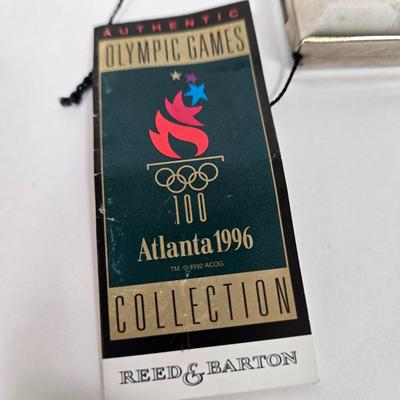 AUTHENTIC
OLYMPIC GAMES
100
Atlanta 1996
TM, © 1992 ACOG
COLLECTION
REED & BARTON